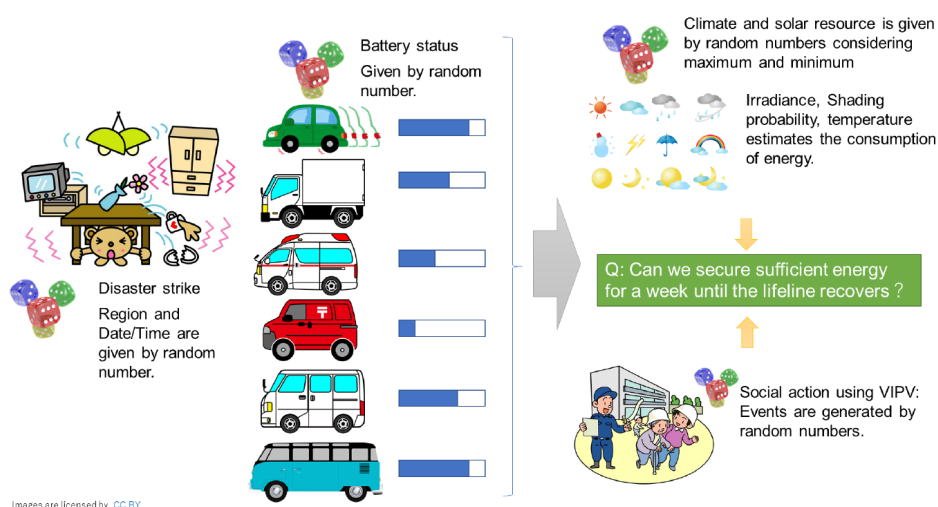 Battery status
Given by random
number.
Climate and solar resource is given
by random numbers considering
maximum and minimum
Irradiance, Shading
probability, temperature
estimates the consumption
of energy.
〒
Disaster strike
Region and
Date/Time are
given by random
number.
Q: Can we secure sufficient energy
for a week until the lifeline recovers？
Social action using VIPV:
Events are generated by
random numbers.
Images are licensed by CC BY